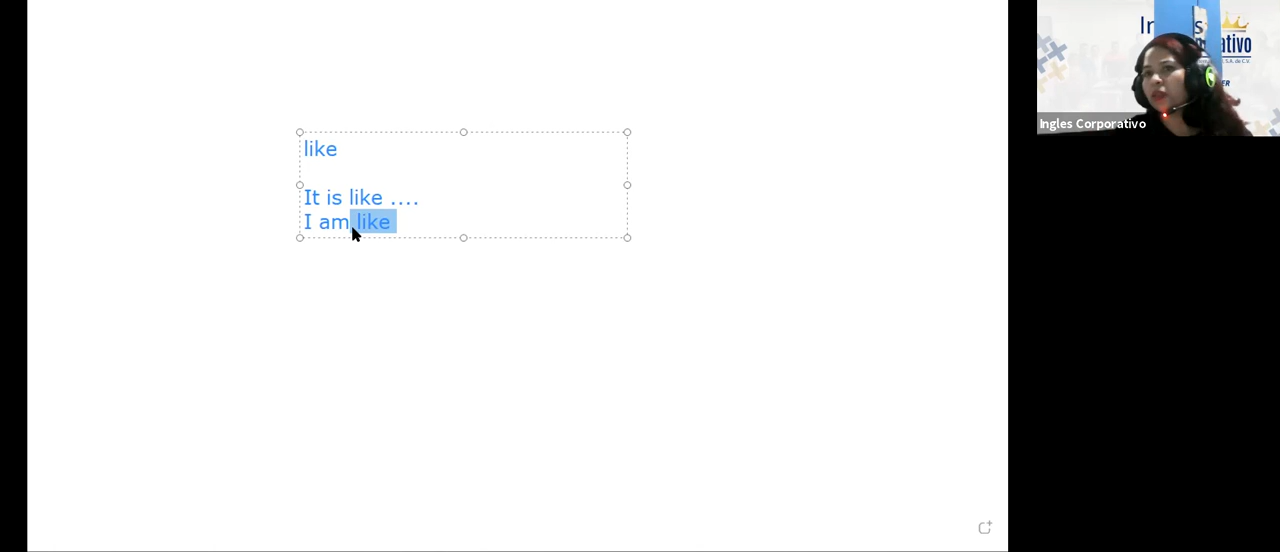 like
It is like ....
I am like
Ingles Corporativo